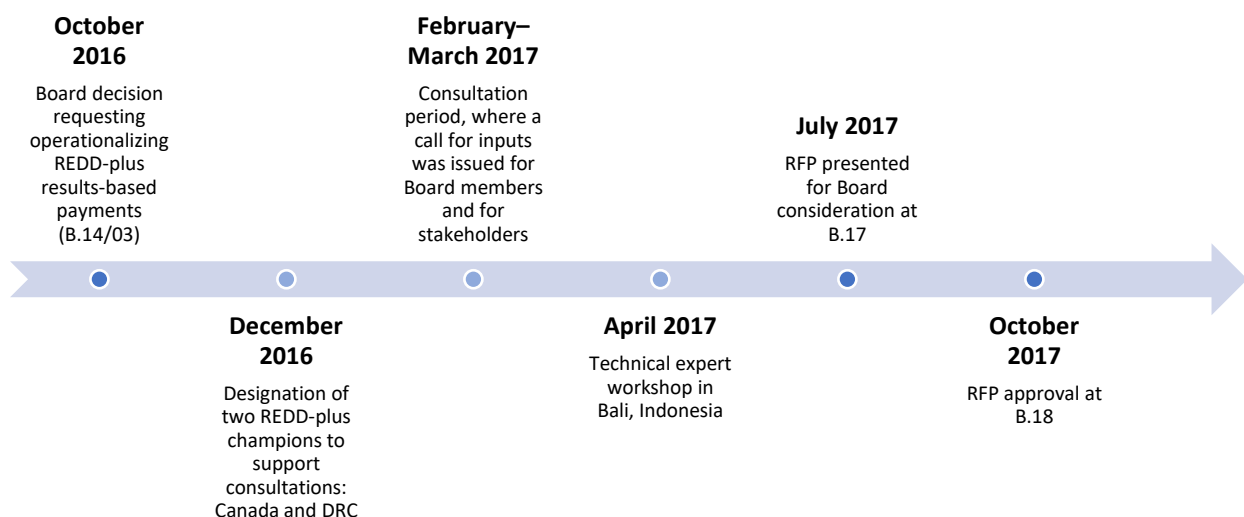 October
2016
Board decision
requesting
operationalizing
REDD-plus
results-based
payments
(B.14/03)
December
2016
Designation of
two REDD-plus
champions to
support
consultations:
Canada and DRC
February–
March 2017
Consultation
period, where a
call for inputs
was issued for
Board members
and for
stakeholders
April 2017
Technical expert
workshop in
Bali, Indonesia
July 2017
RFP presented
for Board
consideration at
B.17
October
2017
RFP approval at
B.18